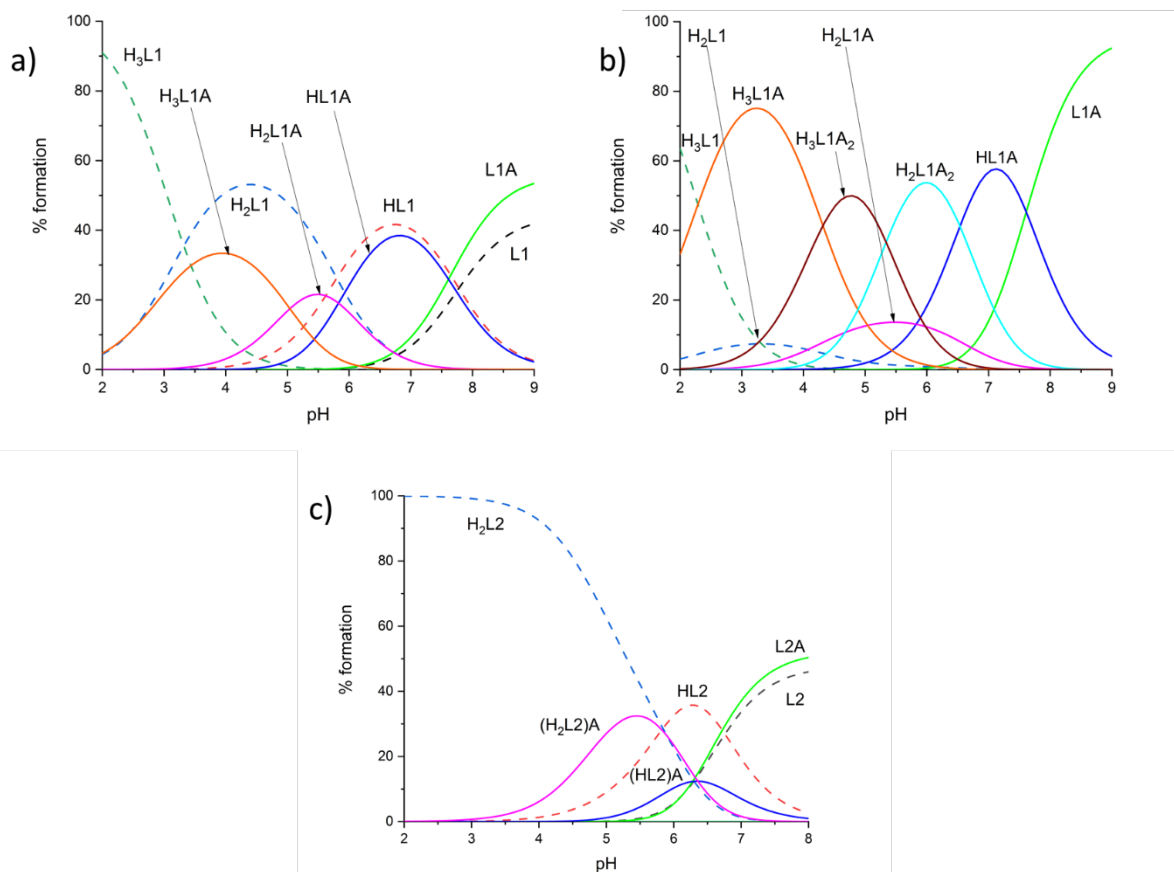 a)
H₃L1
H₃L1A
H₂L1A
HL1A
H₂L1
HL1
L1A
L1
% formation
100
80
60
40
20
0
2 3 4 5 6 7 8 9
pH
b)
H₂L1
H₂L1A
H₃L1A
H₃L1
H₃L1A₂
H₂L1A₂
HL1A
L1A
% formation
100
80
60
40
20
0
2 3 4 5 6 7 8 9
pH
c)
H₂L2
(H₂L2)A
HL2
(HL2)A
L2A
L2
% formation
100
80
60
40
20
0
2 3 4 5 6 7 8
pH